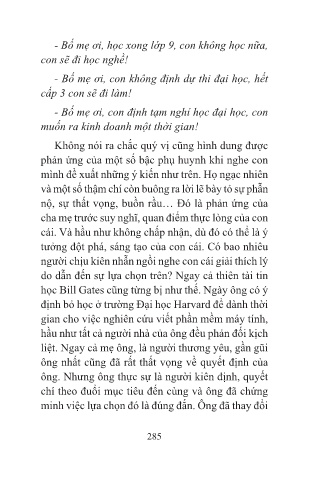 - Bố mẹ ơi, học xong lớp 9, con không học nữa,
con sẽ đi học nghề!
- Bố mẹ ơi, con không định dự thi đại học, hết
cấp 3 con sẽ đi làm!
- Bố mẹ ơi, con định tạm nghỉ học đại học, con
muốn ra kinh doanh một thời gian!
Không nói ra chắc quý vị cũng hình dung được
phản ứng của một số bậc phụ huynh khi nghe con
mình đề xuất những ý kiến như trên. Họ ngạc nhiên
và một số thậm chí còn buông ra lời lẽ bày tỏ sự phẫn
nộ, sự thất vọng, buồn rầu… Đó là phản ứng của
cha mẹ trước suy nghĩ, quan điểm thực lòng của con
cái. Và hầu như không chấp nhận, dù đó có thể là ý
tưởng đột phá, sáng tạo của con cái. Có bao nhiêu
người chịu kiên nhẫn ngồi nghe con cái giải thích lý
do dẫn đến sự lựa chọn trên? Ngay cả thiên tài tin
học Bill Gates cũng từng bị như thế. Ngày ông có ý
định bỏ học ở trường Đại học Harvard để dành thời
gian cho việc nghiên cứu viết phần mềm máy tính,
hầu như tất cả người nhà của ông đều phản đối kịch
liệt. Ngay cả mẹ ông, là người thương yêu, gần gũi
ông nhất cũng đã rất thất vọng về quyết định của
ông. Nhưng ông thực sự là người kiên định, quyết
chí theo đuổi mục tiêu đến cùng và ông đã chứng
minh việc lựa chọn đó là đúng đắn. Ông đã thay đổi
285